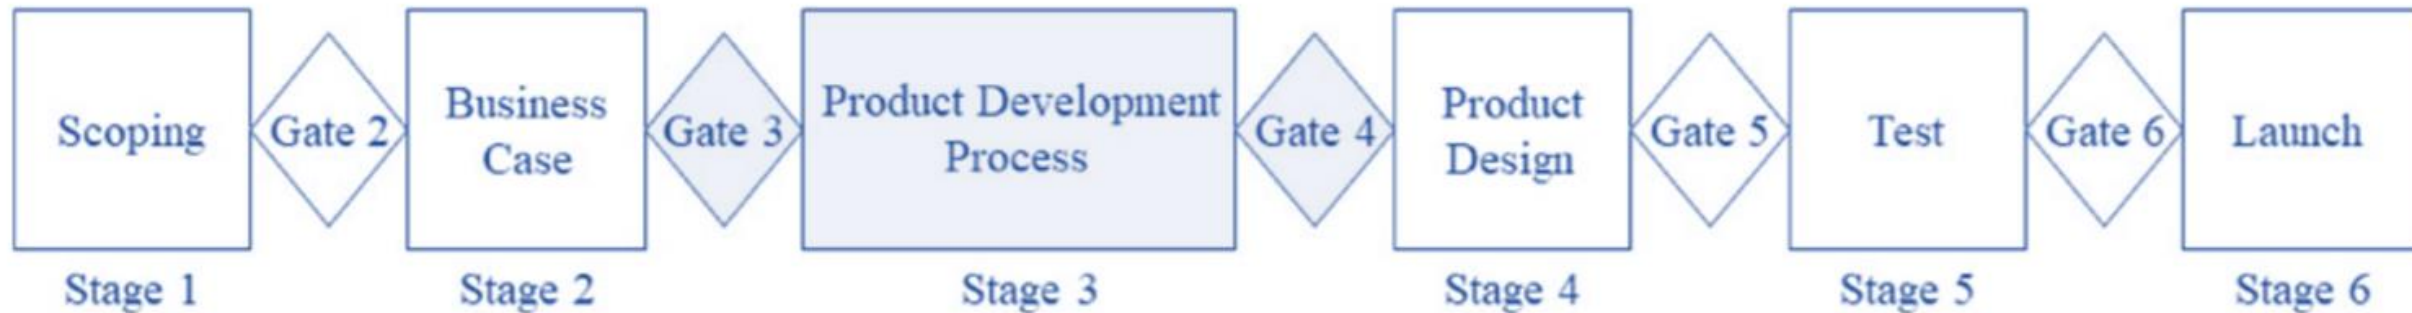 Scoping
Gate 2
Business
Case
Gate 3
Product Development
Process
Gate 4
Product
Design
Gate 5
Test
Gate 6
Launch
Stage 1
Stage 2
Stage 3
Stage 4
Stage 5
Stage 6